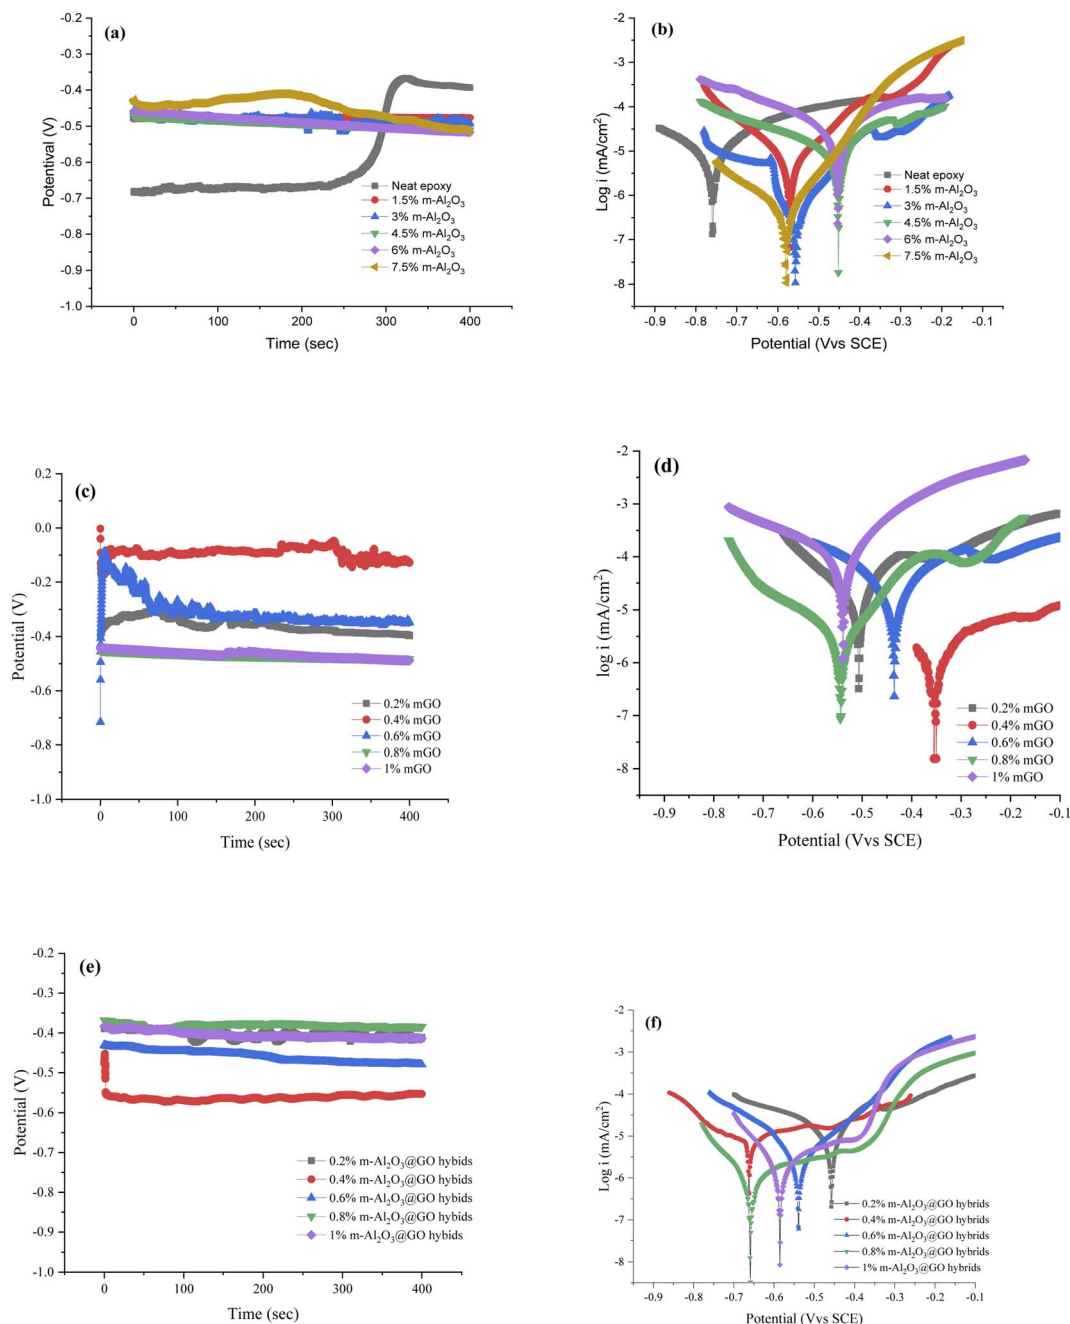 (a)
-0.2
-0.3
-0.4
-0.5
-0.6
-0.7
-0.8
-0.9
-1.0
Potentival (V)
Neat epoxy
1.5% m-Al₂O₃
3% m-Al₂O₃
4.5% m-Al₂O₃
6% m-Al₂O₃
7.5% m-Al₂O₃
0 100 200 300 400
Time (sec)
(b)
-2
-3
-4
-5
-6
-7
-8
Log i (mA/cm²)
Neat epoxy
1.5% m-Al₂O₃
3% m-Al₂O₃
4.5% m-Al₂O₃
6% m-Al₂O₃
7.5% m-Al₂O₃
-0.9 -0.8 -0.7 -0.6 -0.5 -0.4 -0.3 -0.2 -0.1
Potential (Vvs SCE)
(c)
0.2
0.0
-0.2
-0.4
-0.6
-0.8
-1.0
Potential (V)
0.2% mGO
0.4% mGO
0.6% mGO
0.8% mGO
1% mGO
0 100 200 300 400
Time (sec)
(d)
-2
-3
-4
-5
-6
-7
-8
log i (mA/cm²)
0.2% mGO
0.4% mGO
0.6% mGO
0.8% mGO
1% mGO
-0.9 -0.8 -0.7 -0.6 -0.5 -0.4 -0.3 -0.2 -0.1
Potential (Vvs SCE)
(e)
-0.2
-0.3
-0.4
-0.5
-0.6
-0.7
-0.8
-0.9
-1.0
Potential (V)
0.2% m-Al₂O₃@GO hybids
0.4% m-Al₂O₃@GO hybids
0.6% m-Al₂O₃@GO hybids
0.8% m-Al₂O₃@GO hybids
1% m-Al₂O₃@GO hybids
0 100 200 300 400
Time (sec)
(f)
-2
-3
-4
-5
-6
-7
-8
Log i (mA/cm²)
0.2% m-Al₂O₃@GO hybrids
0.4% m-Al₂O₃@GO hybrids
0.6% m-Al₂O₃@GO hybrids
0.8% m-Al₂O₃@GO hybrids
1% m-Al₂O₃@GO hybrids
-0.9 -0.8 -0.7 -0.6 -0.5 -0.4 -0.3 -0.2 -0.1
Potential (Vvs SCE)